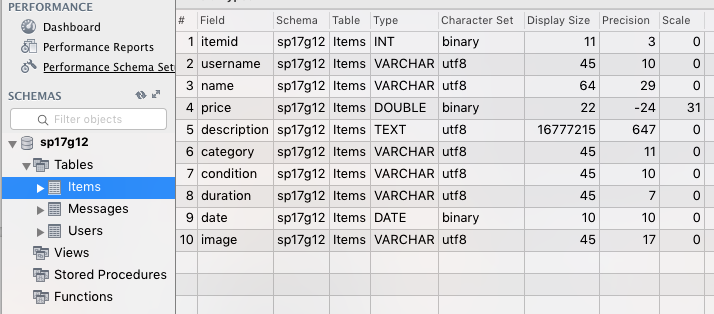 PERFORMANCE
Dashboard
Performance Reports
Performance Schema Set
SCHEMAS
Filter objects
sp17g12
Tables
Items
Messages
Users
Views
Stored Procedures
Functions
# Field Schema Table Type Character Set Display Size Precision Scale
1 itemid sp17g12 Items INT binary 11 3 0
2 username sp17g12 Items VARCHAR utf8 45 10 0
3 name sp17g12 Items VARCHAR utf8 64 29 0
4 price sp17g12 Items DOUBLE binary 22 -24 31
5 description sp17g12 Items TEXT utf8 16777215 647 0
6 category sp17g12 Items VARCHAR utf8 45 11 0
7 condition sp17g12 Items VARCHAR utf8 45 10 0
8 duration sp17g12 Items VARCHAR utf8 45 7 0
9 date sp17g12 Items DATE binary 10 10 0
10 image sp17g12 Items VARCHAR utf8 45 17 0